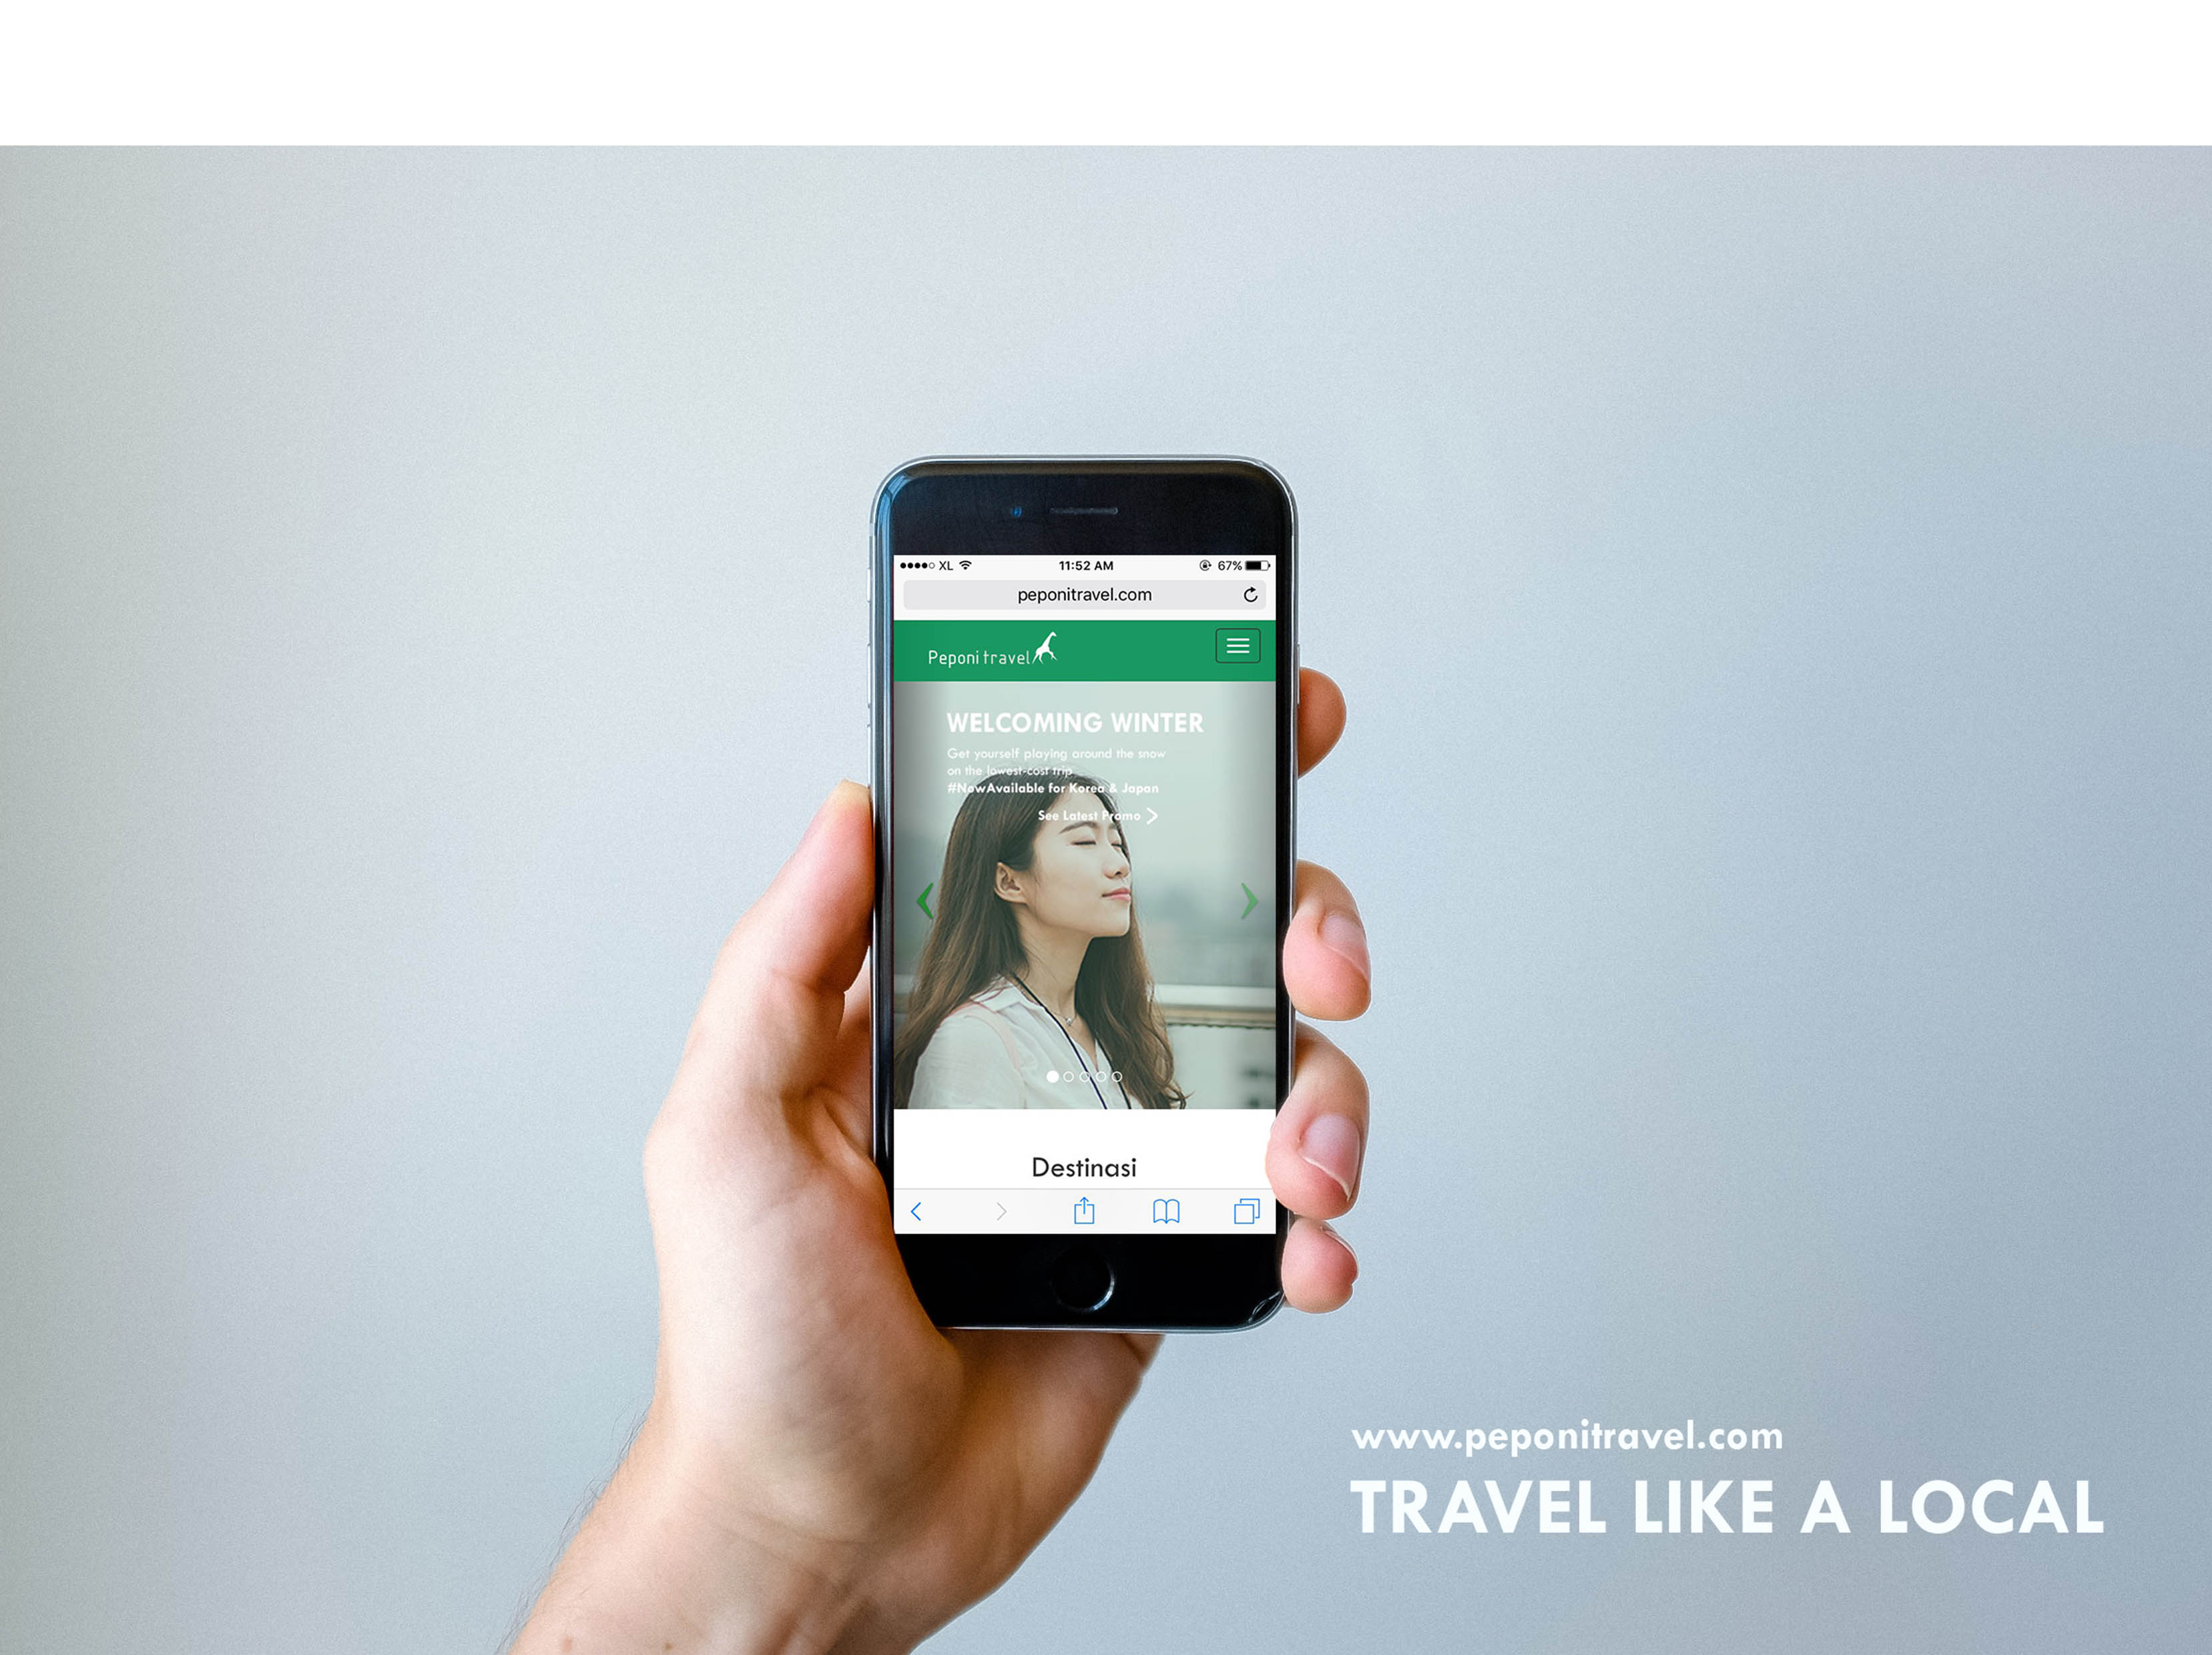 XL 11:52 AM 67%
peponitravel.com
Peponi travel
WELCOMING WINTER
Get yourself playing around the snow
on the lowest-cost trip
#NowAvailable for Korea & Japan
See Latest Promo
Destinasi
www.peponitravel.com
TRAVEL LIKE A LOCAL